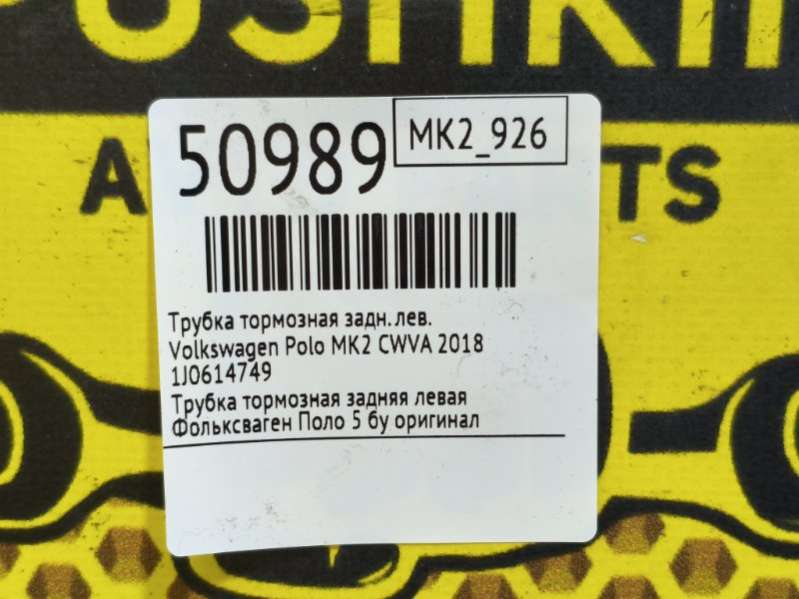 50989
MK2_926
TS
Трубка тормозная задн.лев.
Volkswagen Polo MK2 CWVA 2018
1J0614749
Трубка тормозная задняя левая
Фольксваген Поло 5 бу оригинал